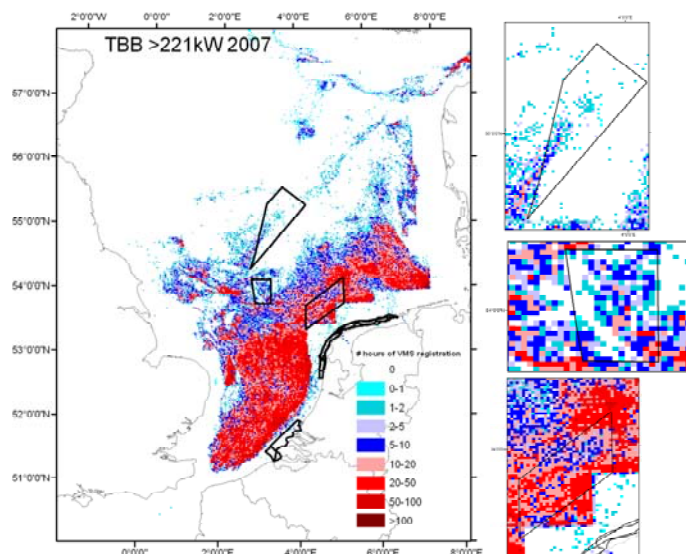 2°0'0"W 0°0'0" 2°0'0"E 4°0'0"E 6°0'0"E 8°0'0"E
TBB >221kW 2007
57°0'0"N
56°0'0"N
55°0'0"N
54°0'0"N
53°0'0"N
52°0'0"N
51°0'0"N
# hours of VMS registration
0
0-1
1-2
2-5
5-10
10-20
20-50
50-100
>100
0°0'0" 2°0'0"E 4°0'0"E 6°0'0"E 8°0'0"E